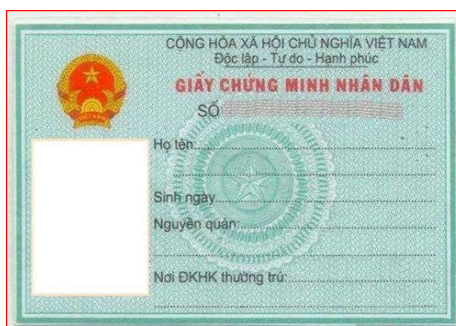 CỘNG HÒA XÃ HỘI CHỦ NGHĨA VIỆT NAM
Độc lập - Tự do - Hạnh phúc
GIẤY CHỨNG MINH NHÂN DÂN
SỐ
Họ tên:
Sinh ngày
Nguyên quán:
Nơi ĐKHK thường trú: